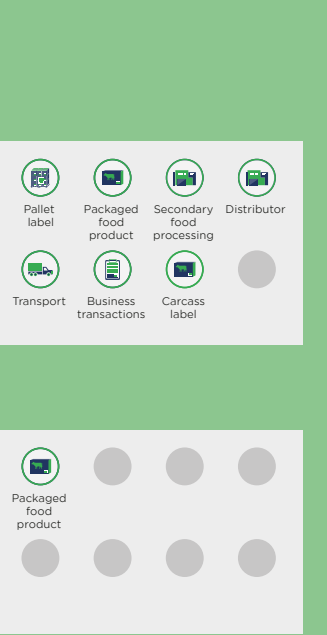 Pallet
label
Packaged
food
product
Secondary
food
processing
Distributor
Transport
Business
transactions
Carcass
label
Packaged
food
product